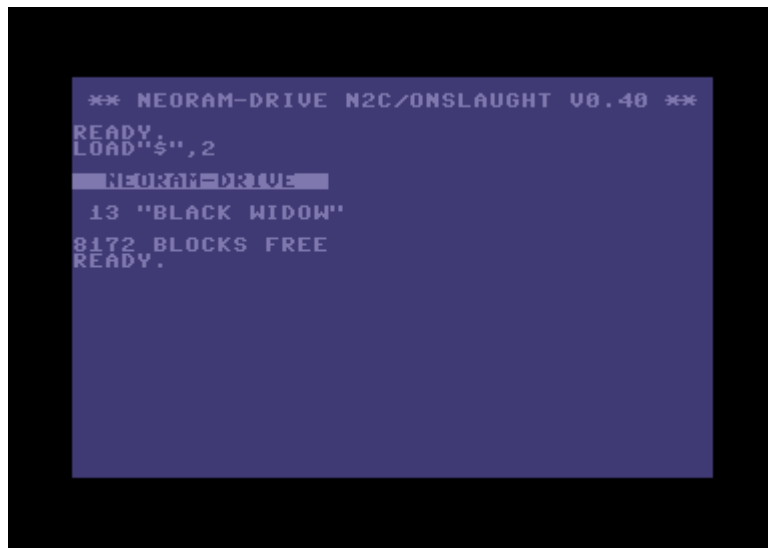 ** NEORAM-DRIVE N2C/ONSLAUGHT V0.40 **
READY.
LOAD"$",2
NEORAM-DRIVE
13 "BLACK WIDOW"
8172 BLOCKS FREE
READY.